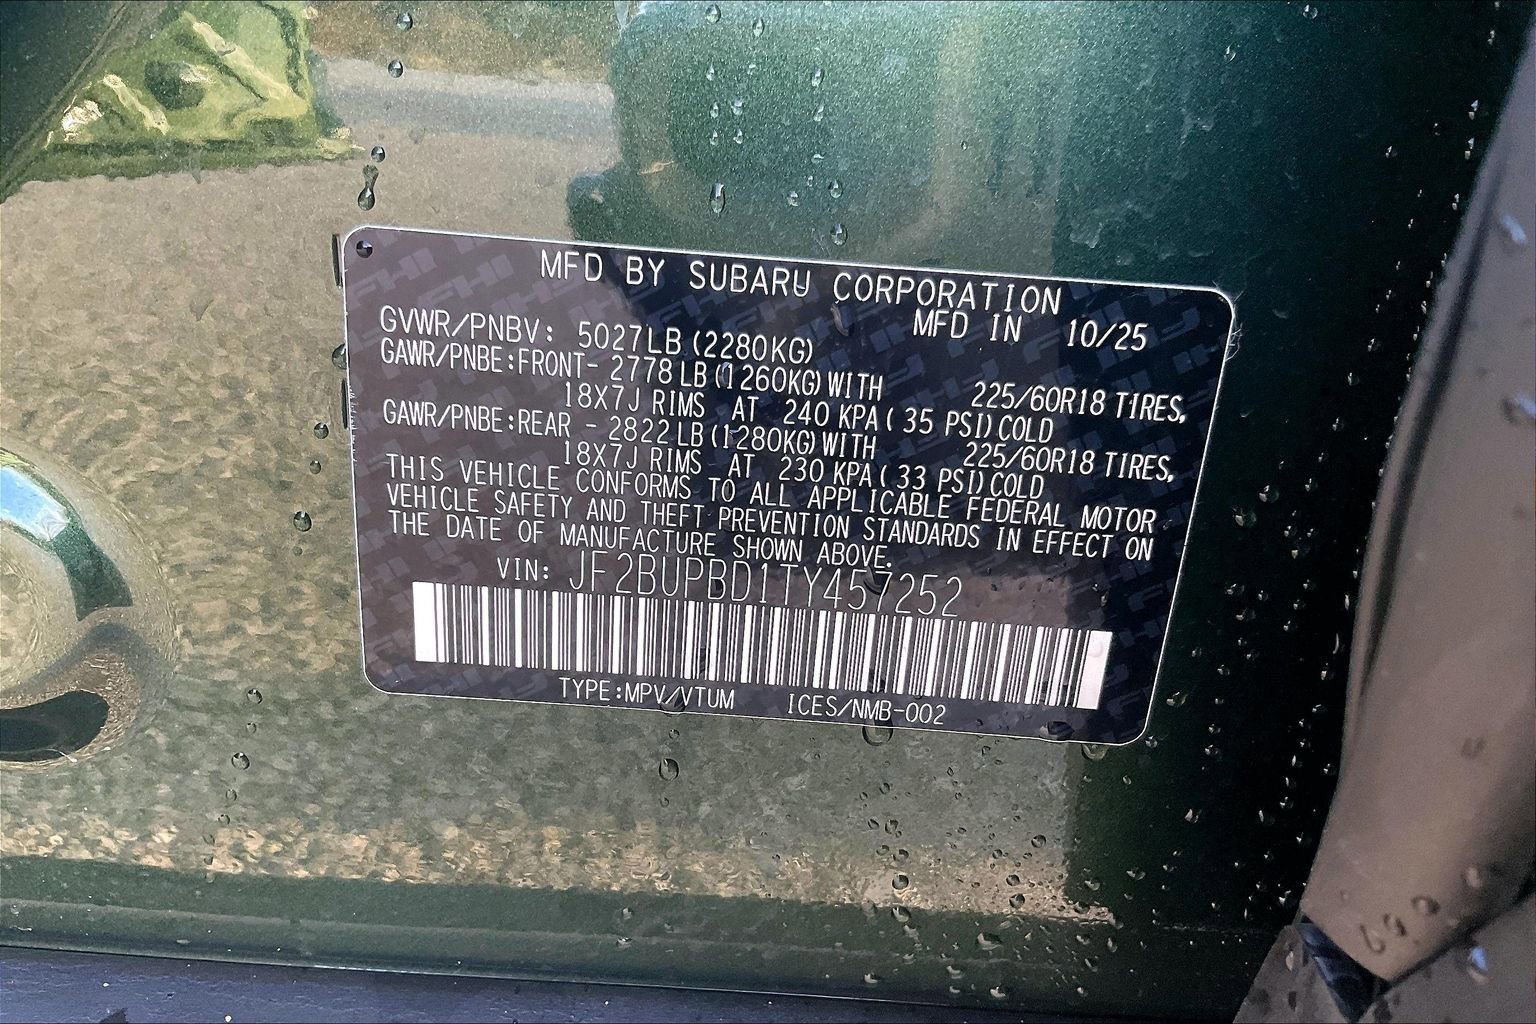 MFD BY SUBARU CORPORATION
GVWR/PNBV: 5027LB (2280KG) MFD IN 10/25
GAWR/PNBE:FRONT- 2778 LB (1260KG) WITH 225/60R18 TIRES,
18X7J RIMS AT 240 KPA ( 35 PSI) COLD
GAWR/PNBE:REAR - 2822 LB (1280KG) WITH 225/60R18 TIRES,
18X7J RIMS AT 230 KPA ( 33 PSI) COLD
THIS VEHICLE CONFORMS TO ALL APPLICABLE FEDERAL MOTOR
VEHICLE SAFETY AND THEFT PREVENTION STANDARDS IN EFFECT ON
THE DATE OF MANUFACTURE SHOWN ABOVE.
VIN: JF2BUPBD1TY457252
TYPE:MPV/VTUM ICES/NMB-002